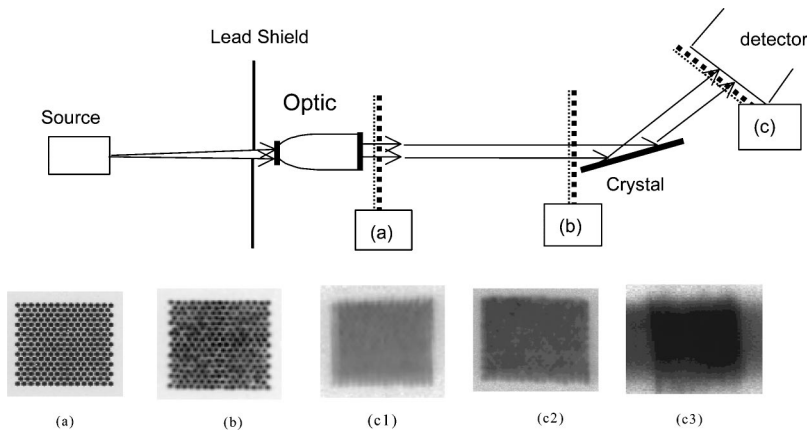 Lead Shield
detector
Optic
Source
(c)
Crystal
(a)
(b)
(a)
(b)
(c1)
(c2)
(c3)